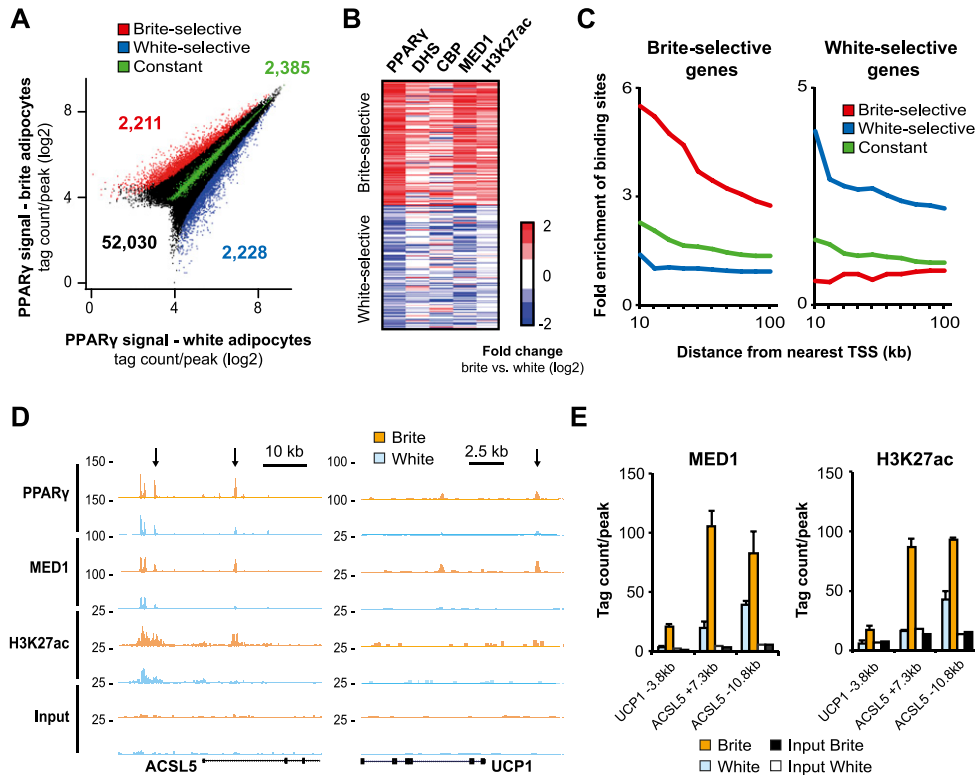 A
Brite-selective
White-selective
Constant
2,385
2,211
52,030
2,228
8
4
0
0
4
8
PPARγ signal - brite adipocytes
tag count/peak (log2)
PPARγ signal - white adipocytes
tag count/peak (log2)
B
PPARγ
DHS
CBP
MED1
H3K27ac
Brite-selective
White-selective
2
1
0
-1
-2
Fold change
brite vs. white (log2)
C
Brite-selective
genes
White-selective
genes
Fold enrichment of binding sites
6
3
0
10
100
5
0
10
100
Brite-selective
White-selective
Constant
Distance from nearest TSS (kb)
D
Brite
White
10 kb
2.5 kb
PPARγ
MED1
H3K27ac
Input
150
150
100
100
25
25
25
25
100
100
25
25
25
25
25
25
ACSL5
UCP1
E
MED1
H3K27ac
Tag count/peak
150
100
50
0
UCP1 -3.8kb
ACSL5 +7.3kb
ACSL5 -10.8kb
Tag count/peak
150
100
50
0
UCP1 -3.8kb
ACSL5 +7.3kb
ACSL5 -10.8kb
Brite
Input Brite
White
Input White